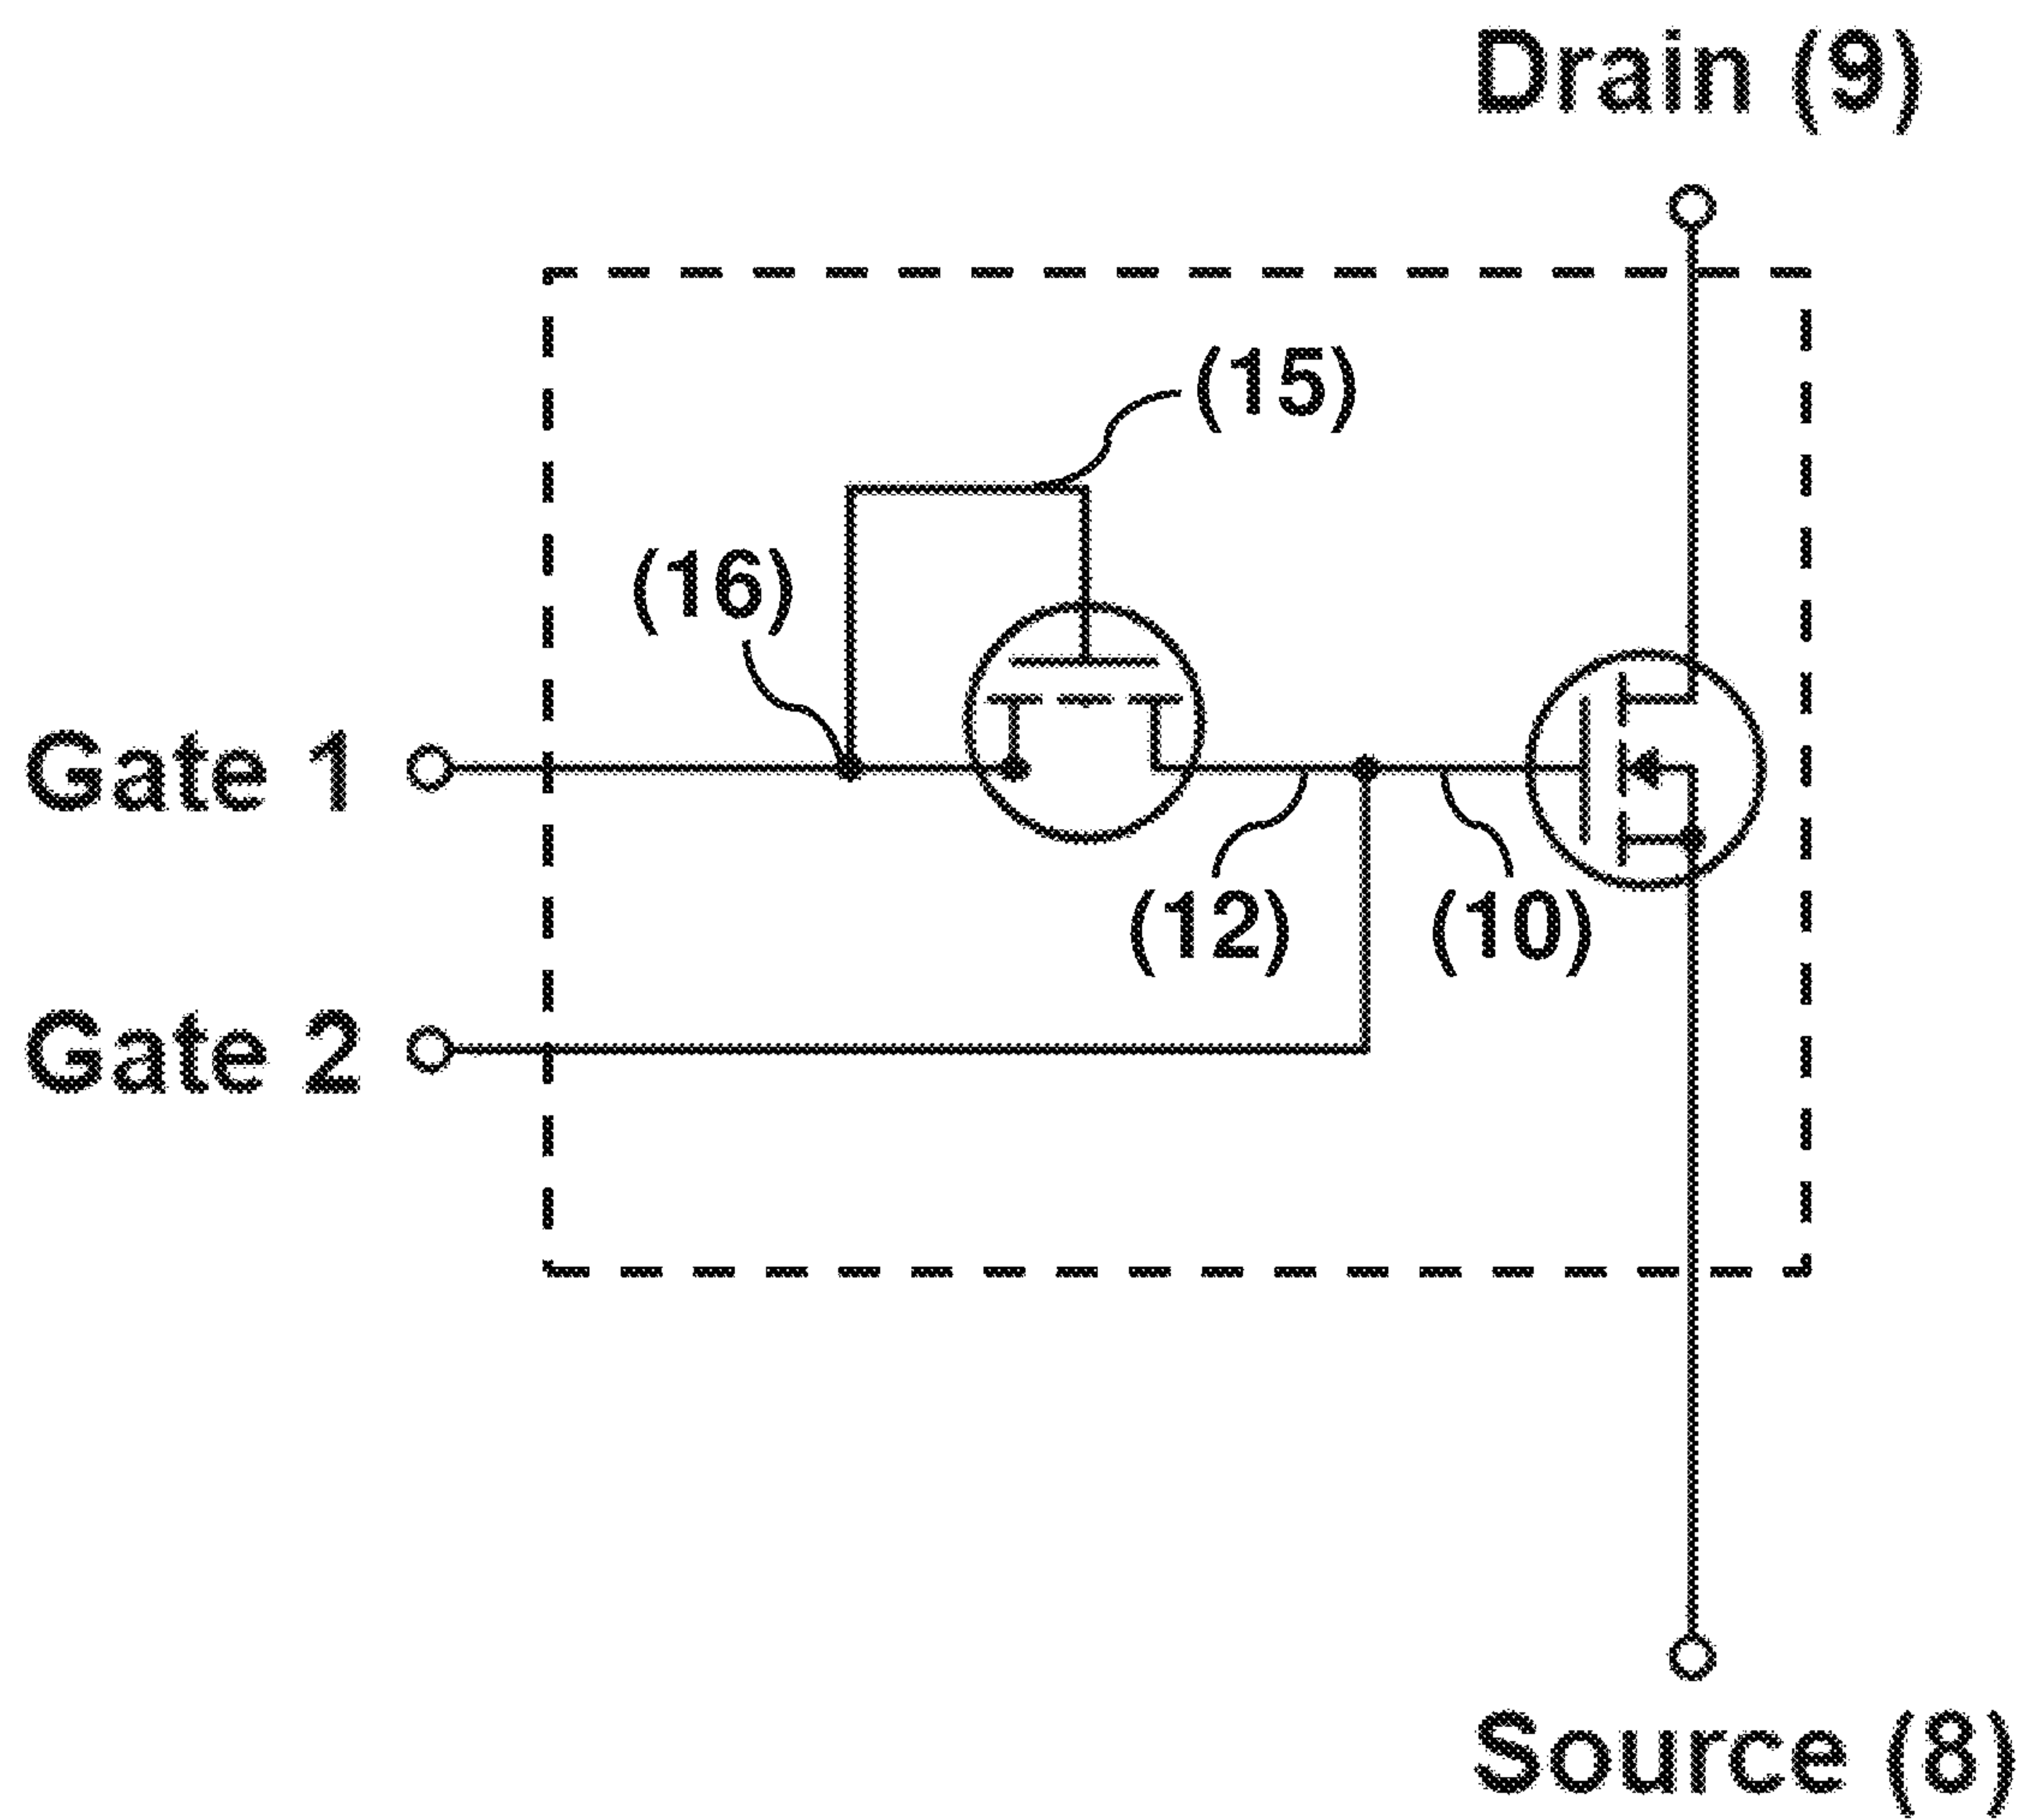 Drain (9)
(15)
(16)
Gate 1
(12)
(10)
Gate 2
Source (8)